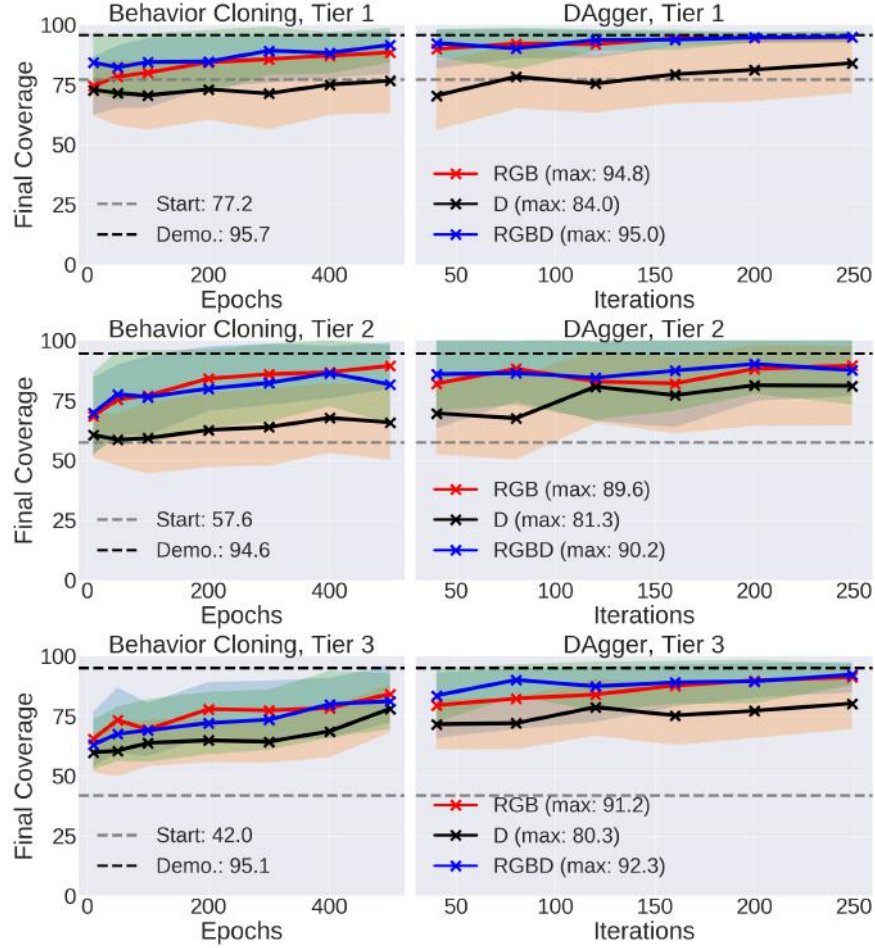 Behavior Cloning, Tier 1
DAgger, Tier 1
Final Coverage
100
75
50
25
0
Start: 77.2
Demo.: 95.7
RGB (max: 94.8)
D (max: 84.0)
RGBD (max: 95.0)
0 200 400
50 100 150 200 250
Epochs
Iterations
Behavior Cloning, Tier 2
DAgger, Tier 2
Final Coverage
100
75
50
25
0
Start: 57.6
Demo.: 94.6
RGB (max: 89.6)
D (max: 81.3)
RGBD (max: 90.2)
0 200 400
50 100 150 200 250
Epochs
Iterations
Behavior Cloning, Tier 3
DAgger, Tier 3
Final Coverage
100
75
50
25
0
Start: 42.0
Demo.: 95.1
RGB (max: 91.2)
D (max: 80.3)
RGBD (max: 92.3)
0 200 400
50 100 150 200 250
Epochs
Iterations